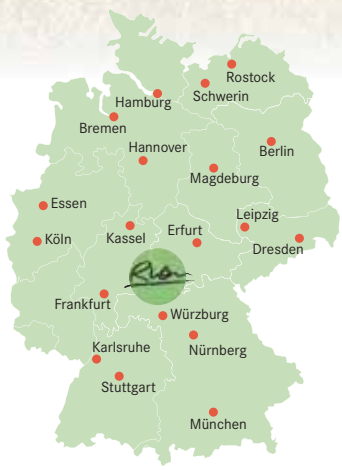 Rostock
Schwerin
Hamburg
Bremen
Hannover
Berlin
Magdeburg
Essen
Leipzig
Köln
Kassel
Erfurt
Dresden
Frankfurt
Würzburg
Karlsruhe
Nürnberg
Stuttgart
München